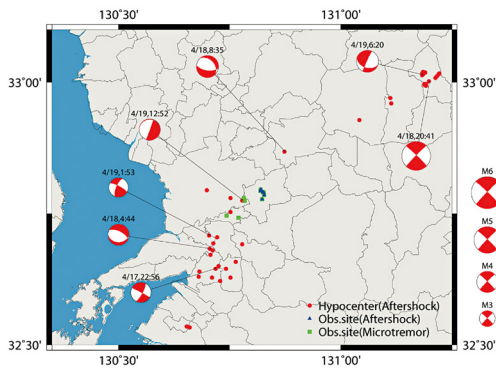 130°30' 131°00'
4/18,8:35
4/19,6:20
33°00'
4/19,12:52
4/18,20:41
4/19,1:53
M6
4/18,4:44
M5
4/17,22:56
M4
Hypocenter(Aftershock)
M3
Obs.site(Aftershock)
Obs.site(Microtremor)
32°30' 32°30'
130°30' 131°00'